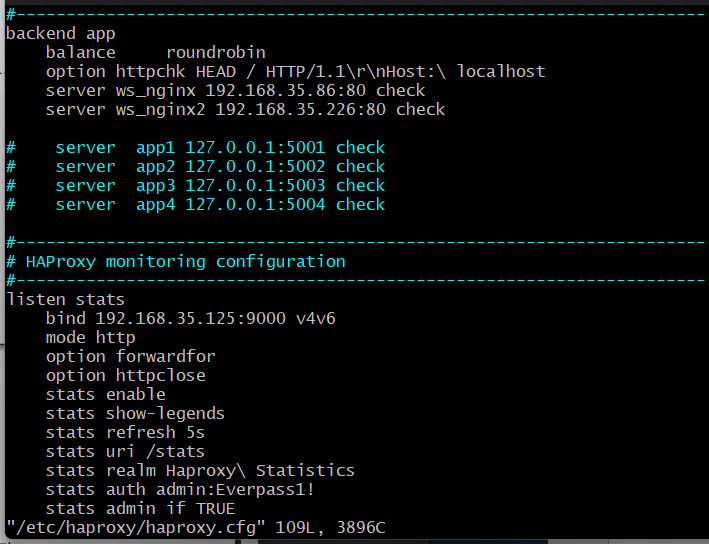 #---------------------------------------------------------------------
backend app
    balance     roundrobin
    option httpchk HEAD / HTTP/1.1\r\nHost:\ localhost
    server ws_nginx 192.168.35.86:80 check
    server ws_nginx2 192.168.35.226:80 check
#    server  app1 127.0.0.1:5001 check
#    server  app2 127.0.0.1:5002 check
#    server  app3 127.0.0.1:5003 check
#    server  app4 127.0.0.1:5004 check
#---------------------------------------------------------------------
# HAProxy monitoring configuration
#---------------------------------------------------------------------
listen stats
    bind 192.168.35.125:9000 v4v6
    mode http
    option forwardfor
    option httpclose
    stats enable
    stats show-legends
    stats refresh 5s
    stats uri /stats
    stats realm Haproxy\ Statistics
    stats auth admin:Everpass1!
    stats admin if TRUE
"/etc/haproxy/haproxy.cfg" 109L, 3896C